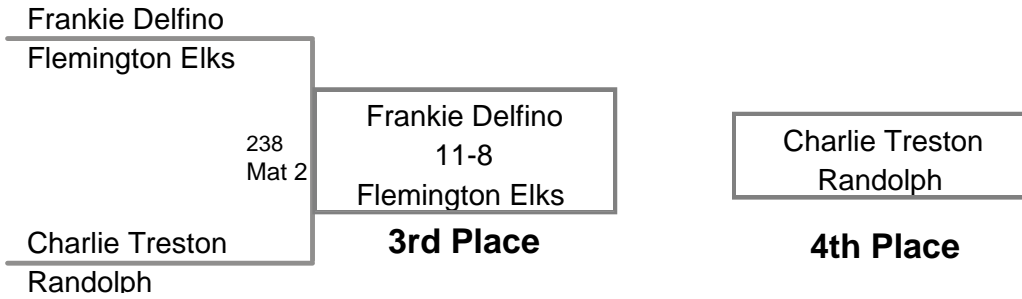 Frankie Delfino
Flemington Elks
238
Mat 2
Charlie Treston
Randolph
Frankie Delfino
11-8
Flemington Elks
3rd Place
Charlie Treston
Randolph
4th Place